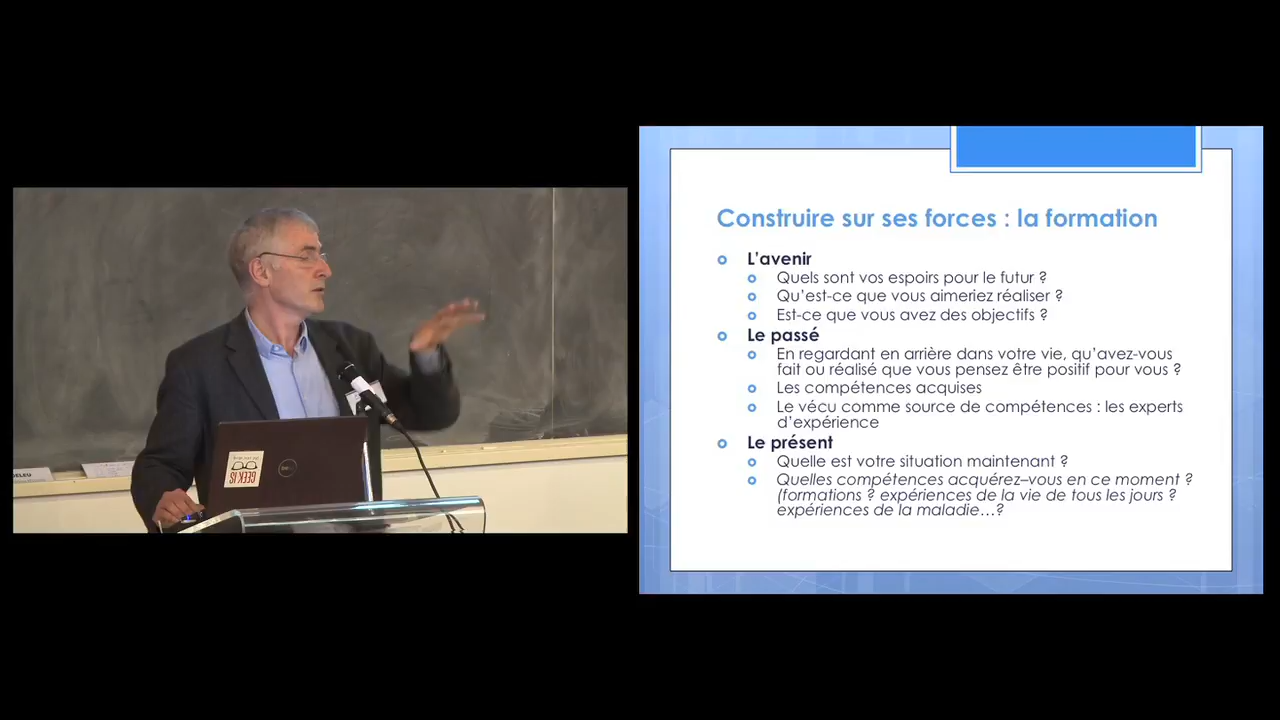 DELEU
GEEK IS
DELL
Construire sur ses forces : la formation
L'avenir
Quels sont vos espoirs pour le futur ?
Qu'est-ce que vous aimeriez réaliser ?
Est-ce que vous avez des objectifs ?
Le passé
En regardant en arrière dans votre vie, qu'avez-vous
fait ou réalisé que vous pensez être positif pour vous ?
Les compétences acquises
Le vécu comme source de compétences : les experts
d'expérience
Le présent
Quelle est votre situation maintenant ?
Quelles compétences acquérez–vous en ce moment ?
(formations ? expériences de la vie de tous les jours ?
expériences de la maladie…?